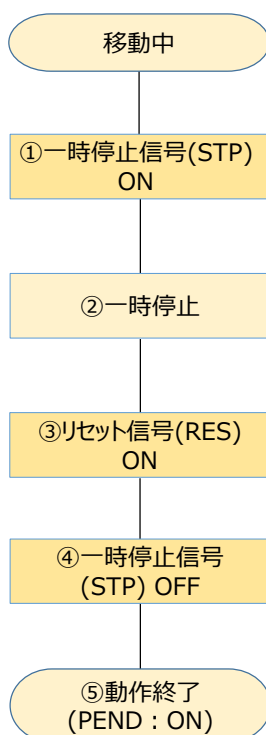 移動中
①一時停止信号(STP)
ON
②一時停止
③リセット信号(RES)
ON
④一時停止信号
(STP) OFF
⑤動作終了
(PEND：ON)